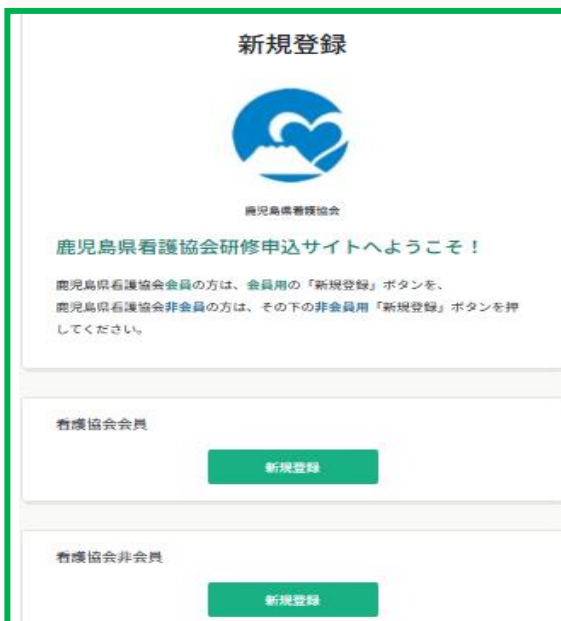 新規登録
鹿児島県看護協会
鹿児島県看護協会研修申込サイトへようこそ！
鹿児島県看護協会会員の方は、会員用の「新規登録」ボタンを、
鹿児島県看護協会非会員の方は、その下の非会員用「新規登録」ボタンを押
してください。
看護協会会員
新規登録
看護協会非会員
新規登録